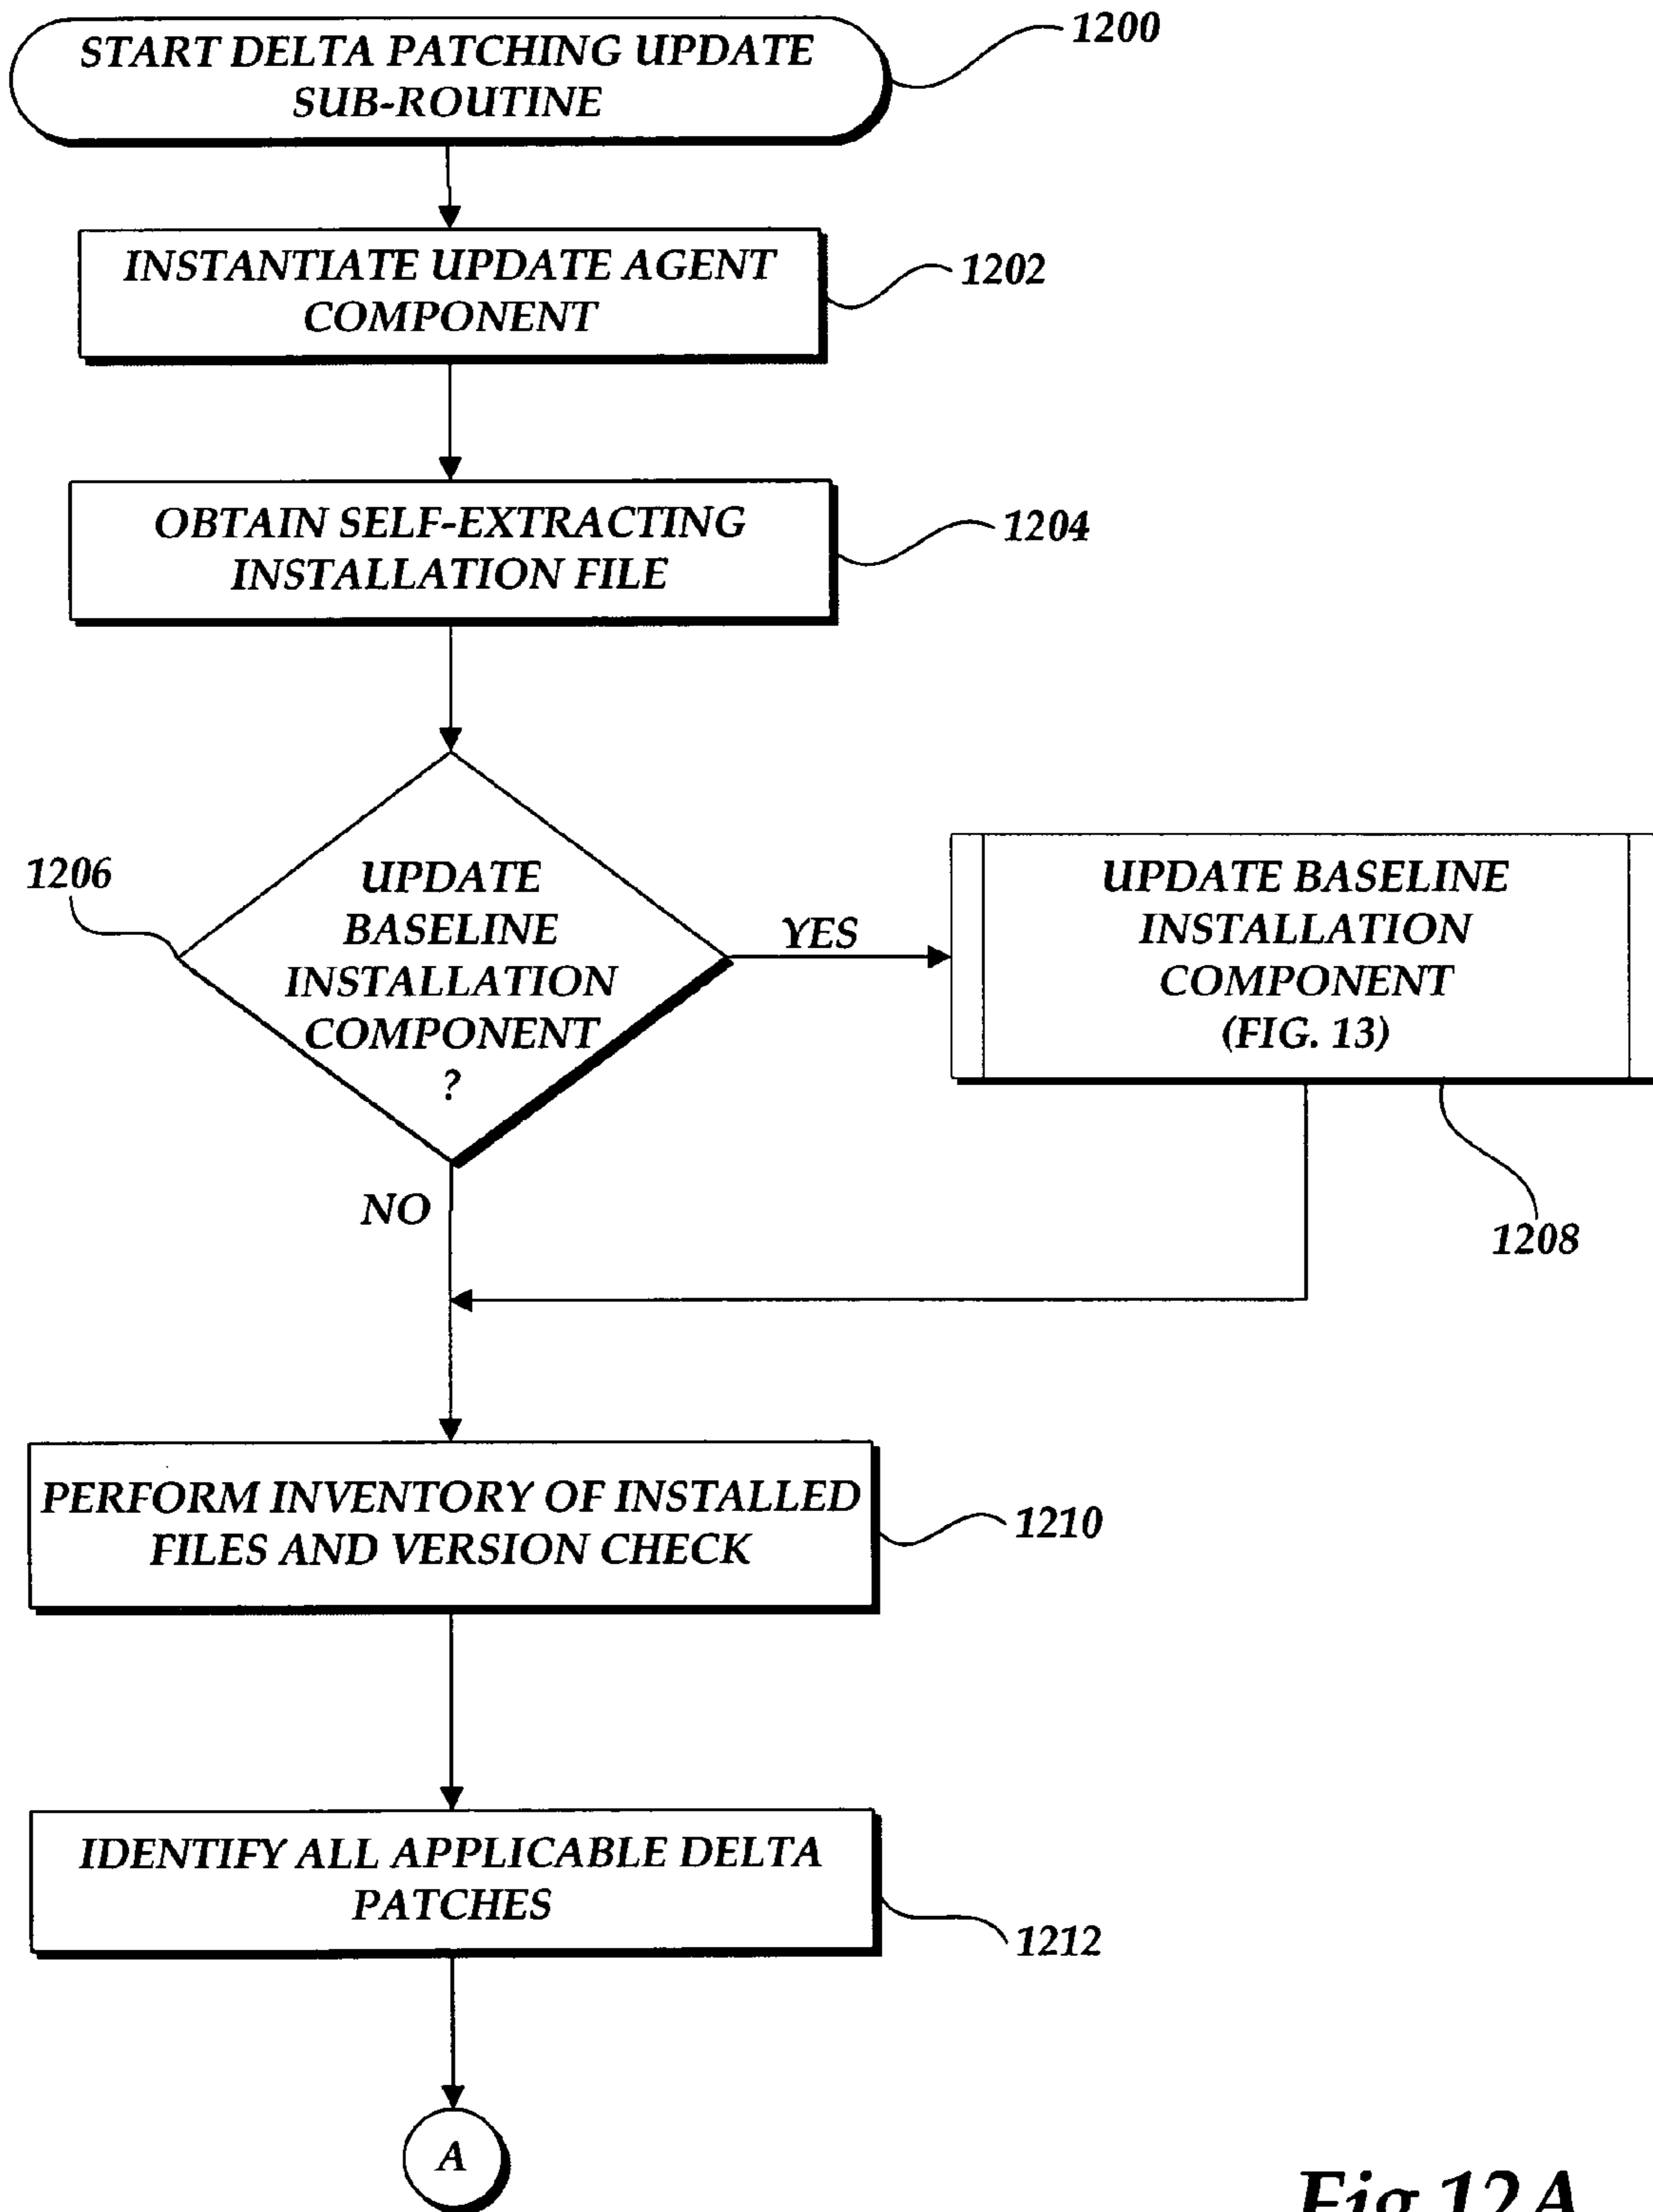 START DELTA PATCHING UPDATE
SUB-ROUTINE
1200
INSTANTIATE UPDATE AGENT
COMPONENT
1202
OBTAIN SELF-EXTRACTING
INSTALLATION FILE
1204
1206
UPDATE
BASELINE
INSTALLATION
COMPONENT
?
YES
UPDATE BASELINE
INSTALLATION
COMPONENT
(FIG. 13)
NO
1208
PERFORM INVENTORY OF INSTALLED
FILES AND VERSION CHECK
1210
IDENTIFY ALL APPLICABLE DELTA
PATCHES
1212
A
Fig.12A